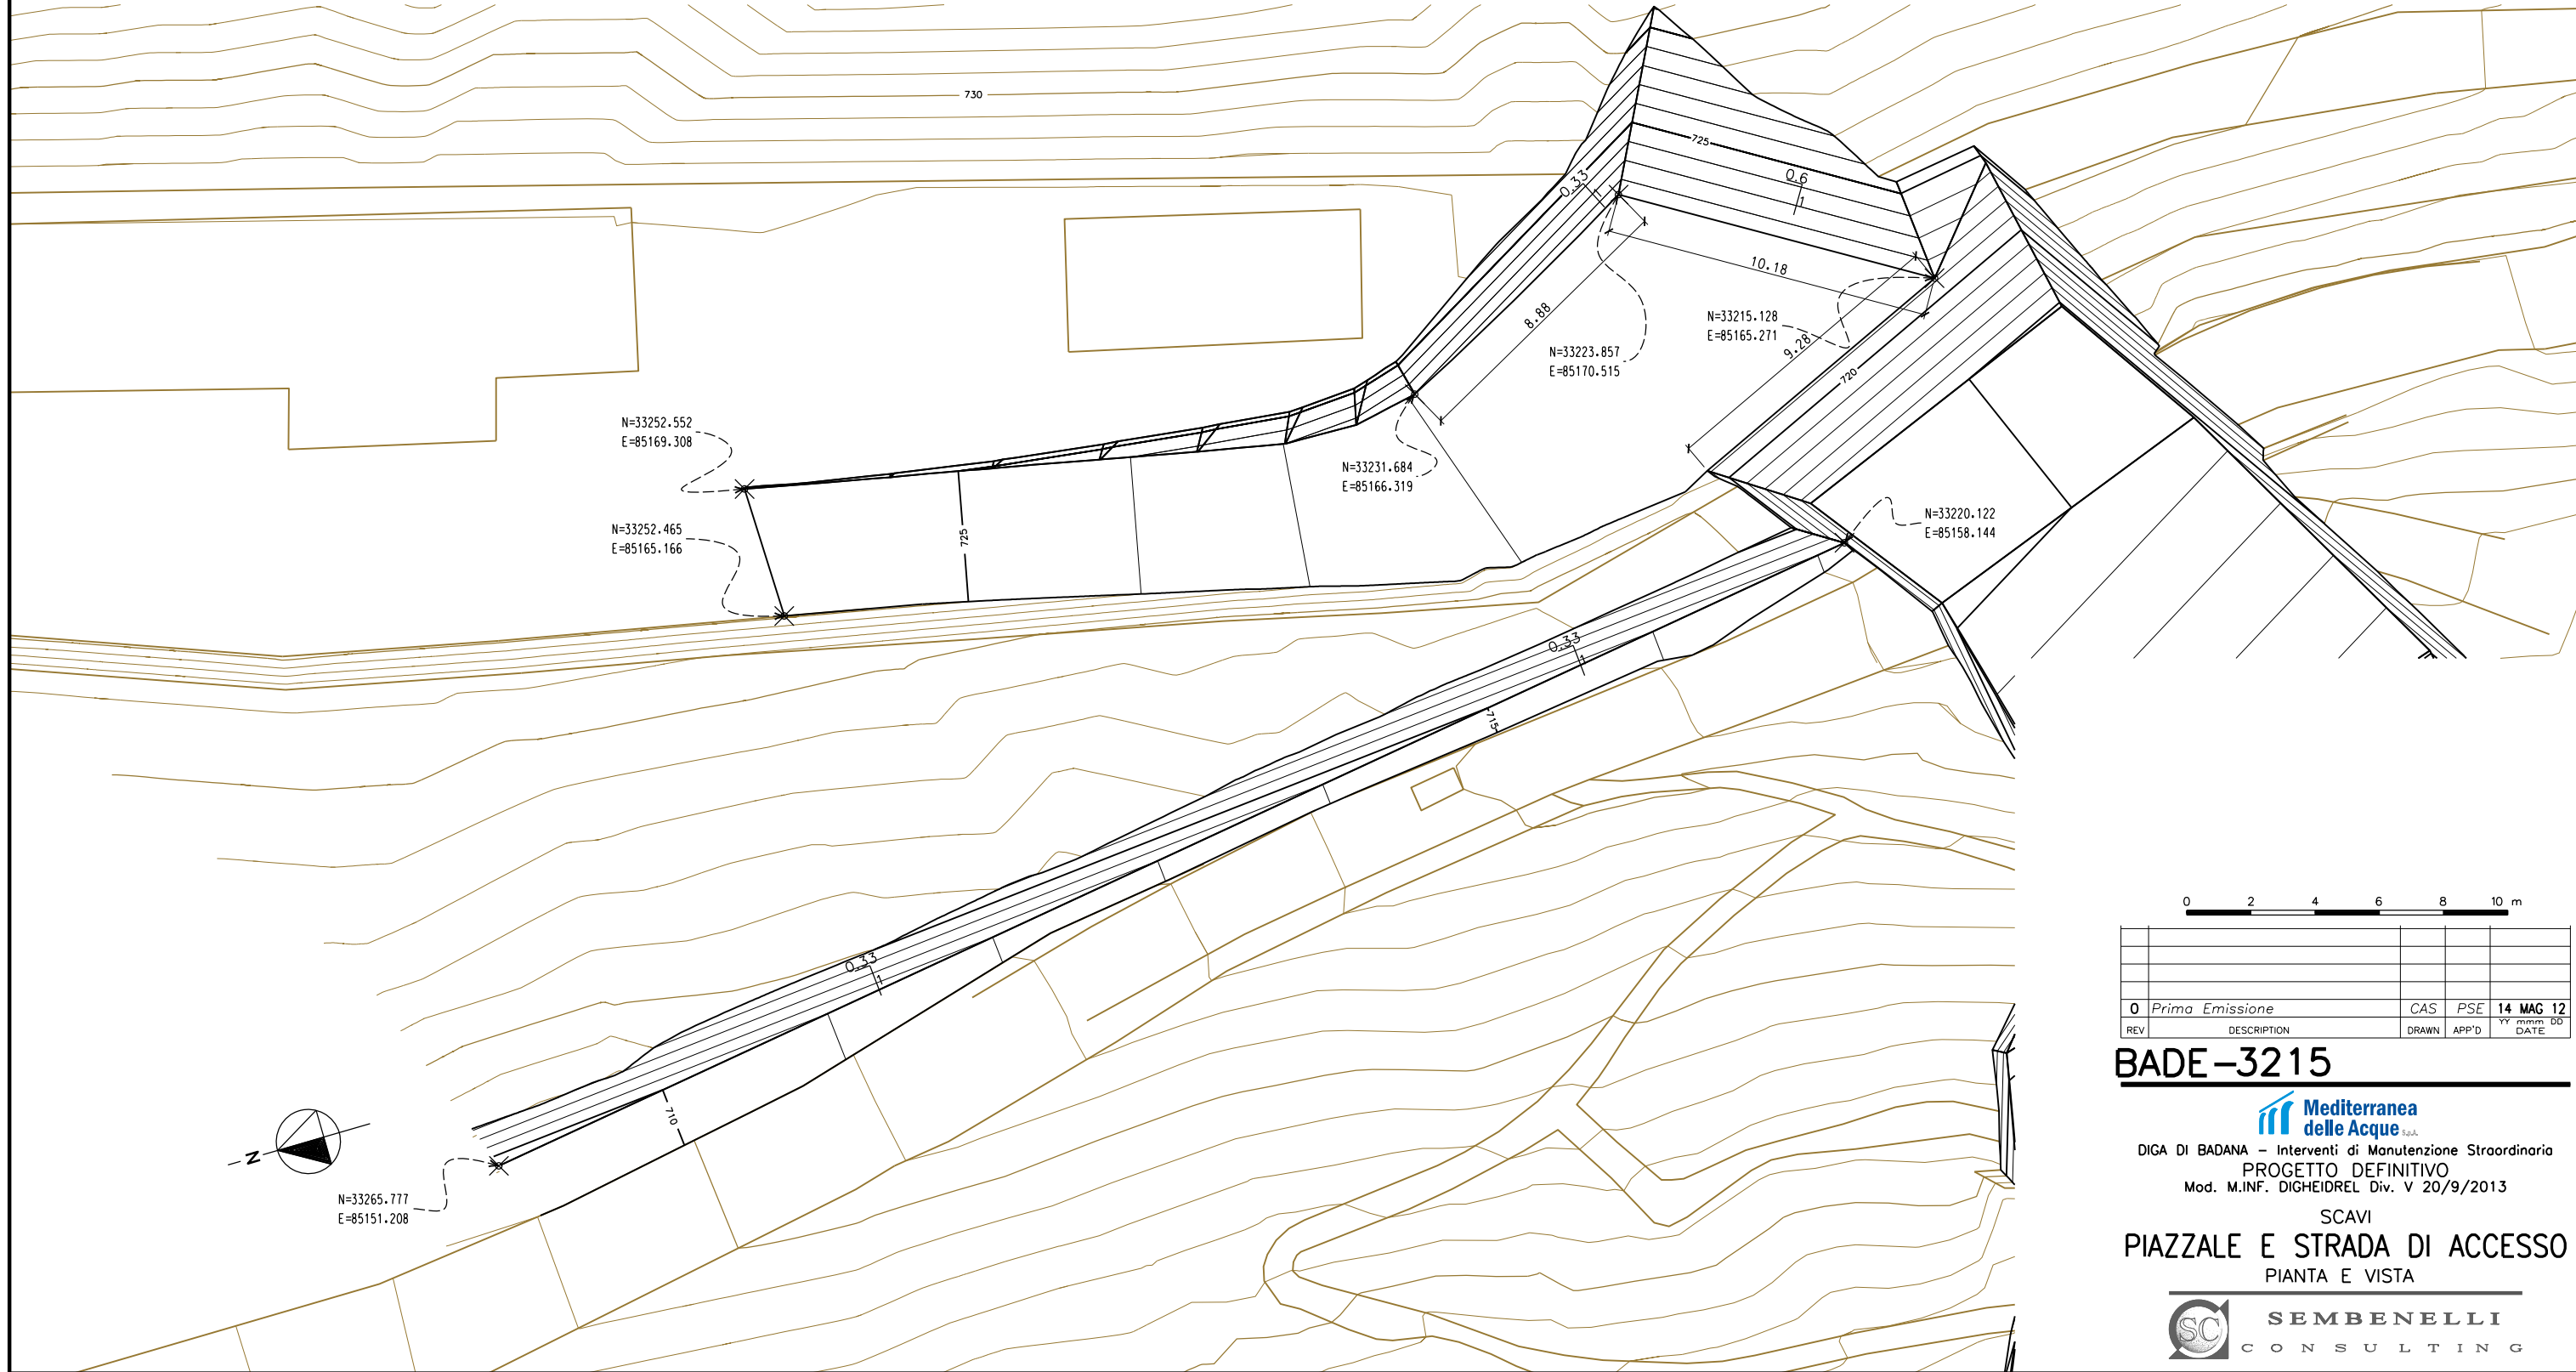 730
725
0.33
0.6
1
1
10.18
8.88
N=33215.128
E=85165.271
9.28
N=33223.857
E=85170.515
720
N=33252.552
E=85169.308
N=33231.684
E=85166.319
N=33252.465
E=85165.166
725
N=33220.122
E=85158.144
0.33
1
715
0.33
1
710
N
N=33265.777
E=85151.208
0 2 4 6 8 10 m
0 Prima Emissione CAS PSE 14 MAG 12
REV DESCRIPTION DRAWN APP'D YY mmm DD DATE
BADE-3215
Mediterranea
delle Acque S.p.A.
DIGA DI BADANA - Interventi di Manutenzione Straordinaria
PROGETTO DEFINITIVO
Mod. M.INF. DIGHEIDREL Div. V 20/9/2013
SCAVI
PIAZZALE E STRADA DI ACCESSO
PIANTA E VISTA
SC
SEMBENELLI
CONSULTING